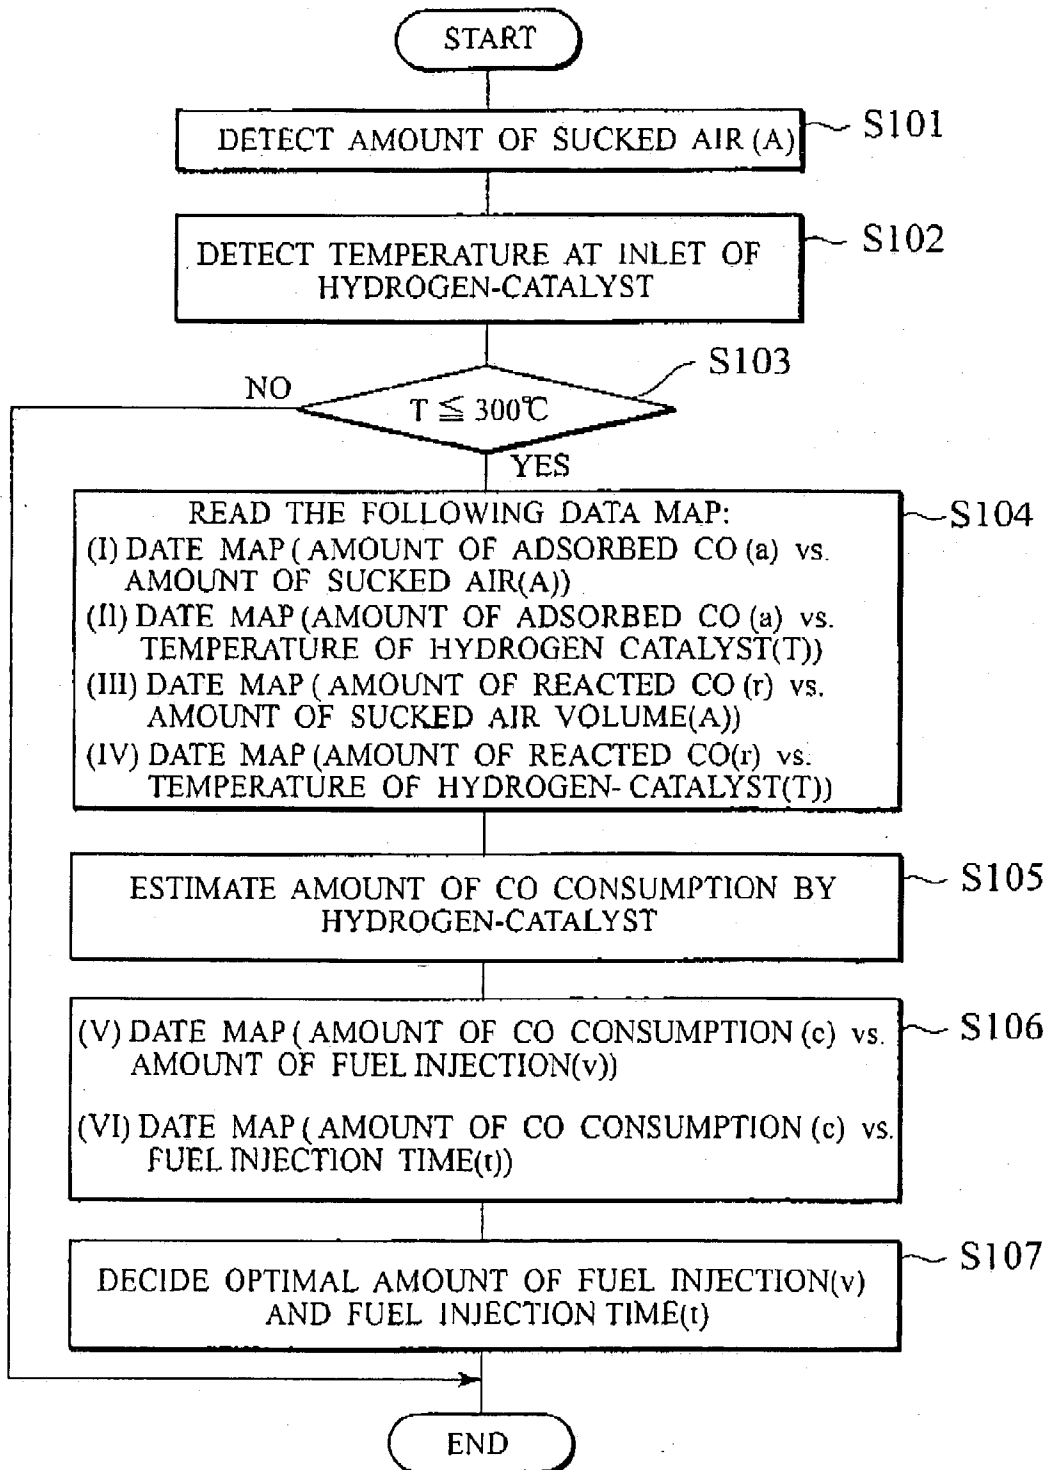 START
DETECT AMOUNT OF SUCKED AIR (A)
S101
DETECT TEMPERATURE AT INLET OF
HYDROGEN-CATALYST
S102
S103
NO
T ≦ 300℃
YES
READ THE FOLLOWING DATA MAP:
(I) DATE MAP ( AMOUNT OF ADSORBED CO (a) vs.
AMOUNT OF SUCKED AIR(A))
(II) DATE MAP (AMOUNT OF ADSORBED CO (a) vs.
TEMPERATURE OF HYDROGEN CATALYST(T))
(III) DATE MAP ( AMOUNT OF REACTED CO (r) vs.
AMOUNT OF SUCKED AIR VOLUME(A))
(IV) DATE MAP (AMOUNT OF REACTED CO(r) vs.
TEMPERATURE OF HYDROGEN- CATALYST(T))
S104
ESTIMATE AMOUNT OF CO CONSUMPTION BY
HYDROGEN-CATALYST
S105
(V) DATE MAP ( AMOUNT OF CO CONSUMPTION (c) vs.
AMOUNT OF FUEL INJECTION(v))
(VI) DATE MAP ( AMOUNT OF CO CONSUMPTION (c) vs.
FUEL INJECTION TIME(t))
S106
DECIDE OPTIMAL AMOUNT OF FUEL INJECTION(v)
AND FUEL INJECTION TIME(t)
S107
END